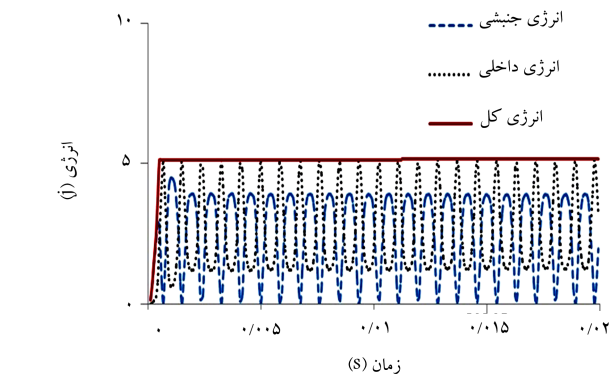 انرژی جنبشی
انرژی داخلی
انرژی کل
۱۰
۵
۰
انرژی (j)
۰
۰/۰۰۵
۰/۰۱
۰/۰۱۵
۰/۰۲
زمان (S)